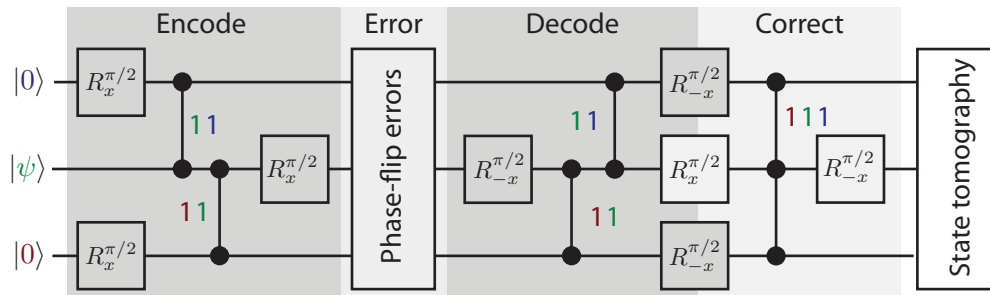 Encode
Error
Decode
Correct
|0⟩
R_x^{π/2}
R_{-x}^{π/2}
11
11
111
|ψ⟩
R_x^{π/2}
Phase-flip errors
R_{-x}^{π/2}
R_x^{π/2}
R_{-x}^{π/2}
State tomography
11
11
|0⟩
R_x^{π/2}
R_{-x}^{π/2}